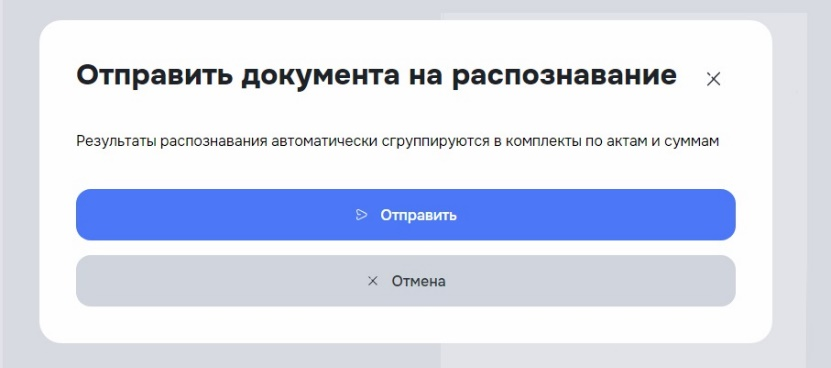 Отправить документа на распознавание
Результаты распознавания автоматически сгруппируются в комплекты по актам и суммам
Отправить
Отмена